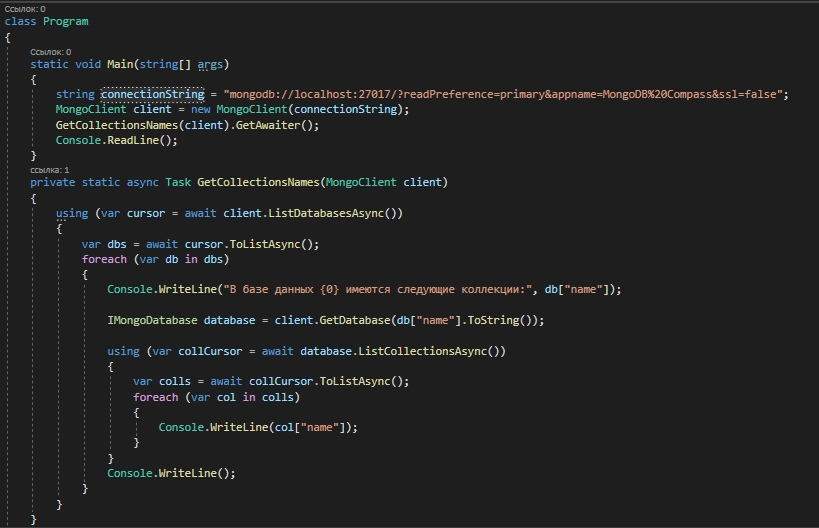 Ссылок: 0
class Program
{
Ссылок: 0
static void Main(string[] args)
{
string connectionString = "mongodb://localhost:27017/?readPreference=primary&appname=MongoDB%20Compass&ssl=false";
MongoClient client = new MongoClient(connectionString);
GetCollectionsNames(client).GetAwaiter();
Console.ReadLine();
}
ссылка: 1
private static async Task GetCollectionsNames(MongoClient client)
{
using (var cursor = await client.ListDatabasesAsync())
{
var dbs = await cursor.ToListAsync();
foreach (var db in dbs)
{
Console.WriteLine("В базе данных {0} имеются следующие коллекции:", db["name"]);
IMongoDatabase database = client.GetDatabase(db["name"].ToString());
using (var collCursor = await database.ListCollectionsAsync())
{
var colls = await collCursor.ToListAsync();
foreach (var col in colls)
{
Console.WriteLine(col["name"]);
}
}
Console.WriteLine();
}
}
}